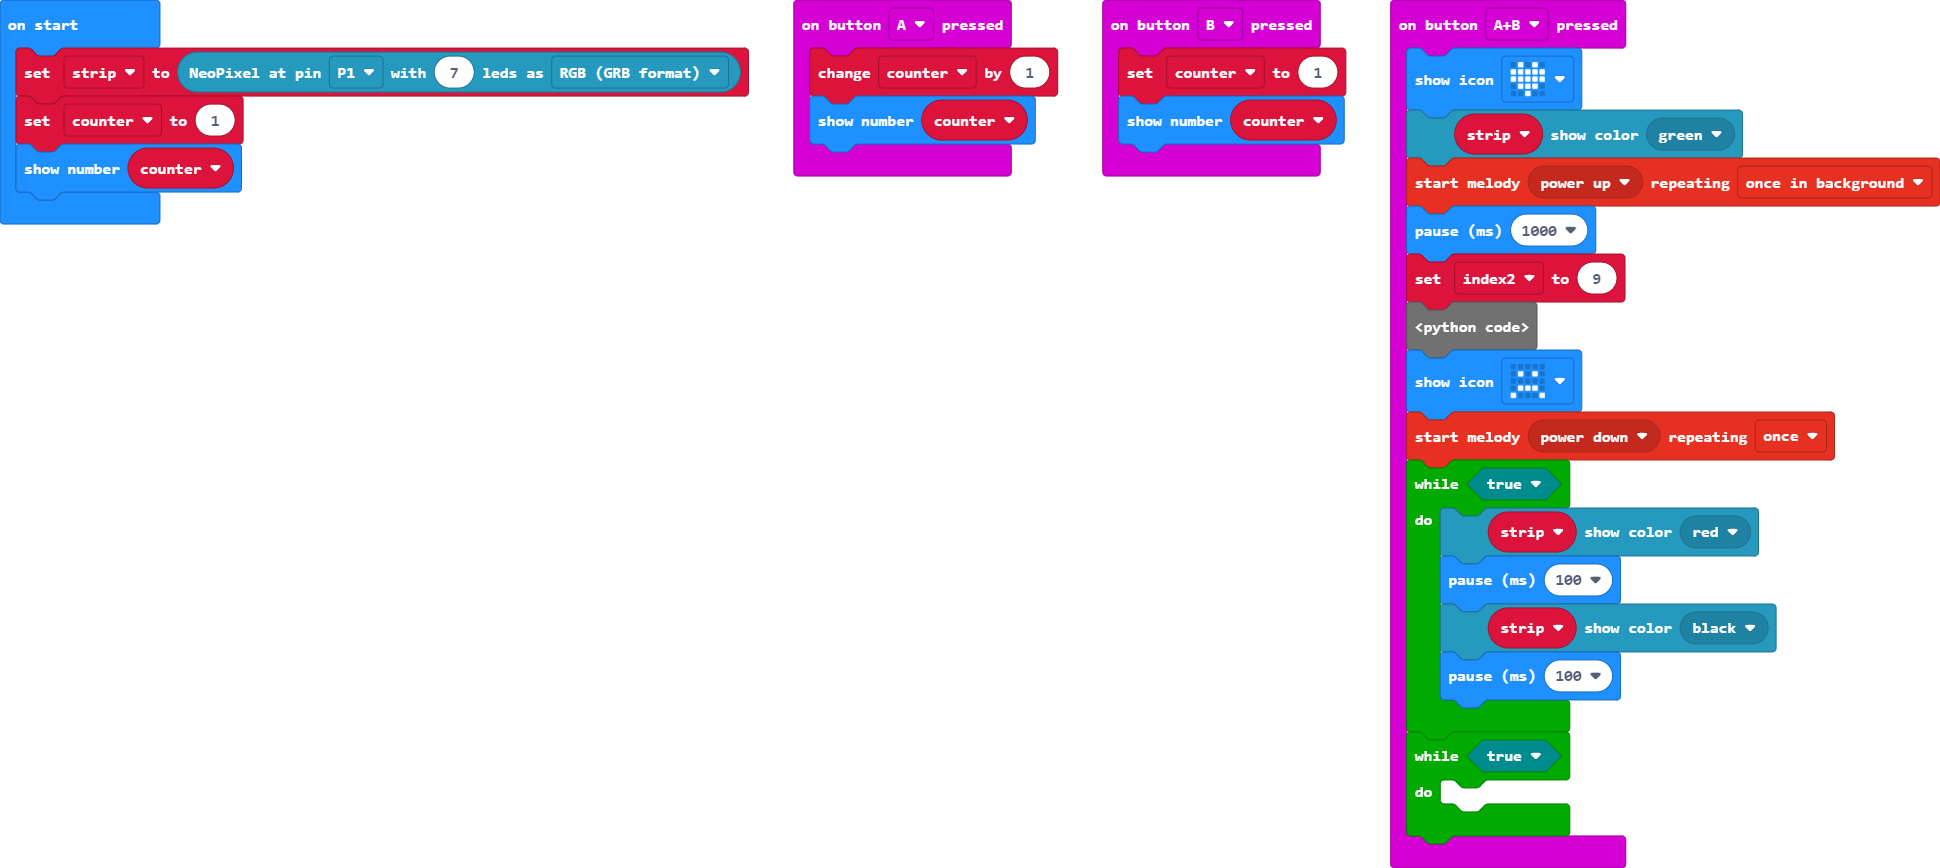 on start
set strip to NeoPixel at pin P1 with 7 leds as RGB (GRB format)
set counter to 1
show number counter
on button A pressed
change counter by 1
show number counter
on button B pressed
set counter to 1
show number counter
on button A+B pressed
show icon
strip show color green
start melody power up repeating once in background
pause (ms) 1000
set index2 to 9
<python code>
show icon
start melody power down repeating once
while true
do
strip show color red
pause (ms) 100
strip show color black
pause (ms) 100
while true
do